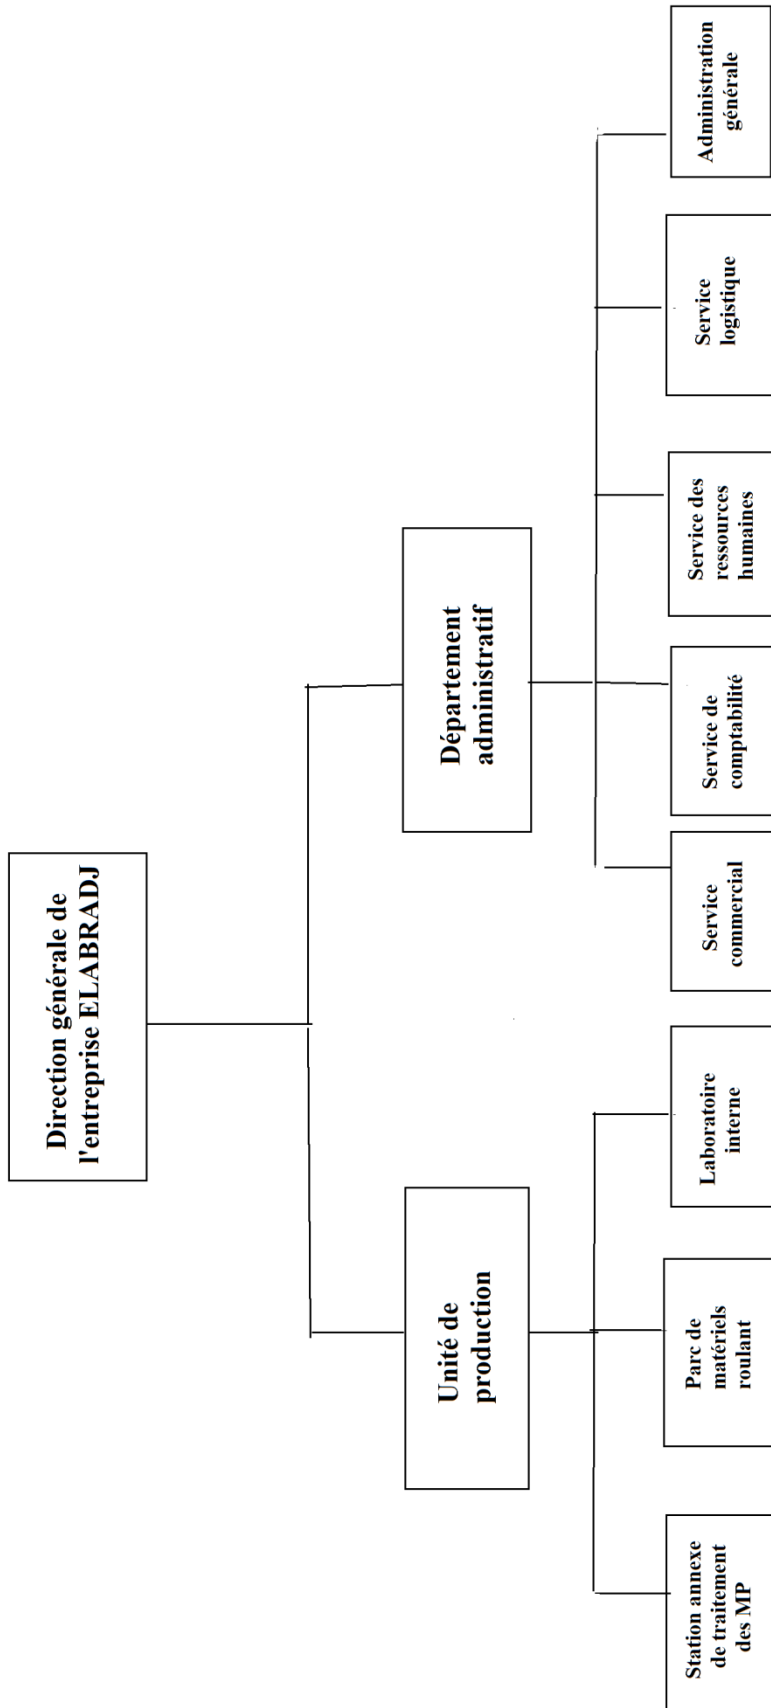 Direction générale de
l'entreprise ELABRADJ
Unité de
production
Département
administratif
Station annexe
de traitement
des MP
Parc de
matériels
roulant
Laboratoire
interne
Service
commercial
Service de
comptabilité
Service des
ressources
humaines
Service
logistique
Administration
générale